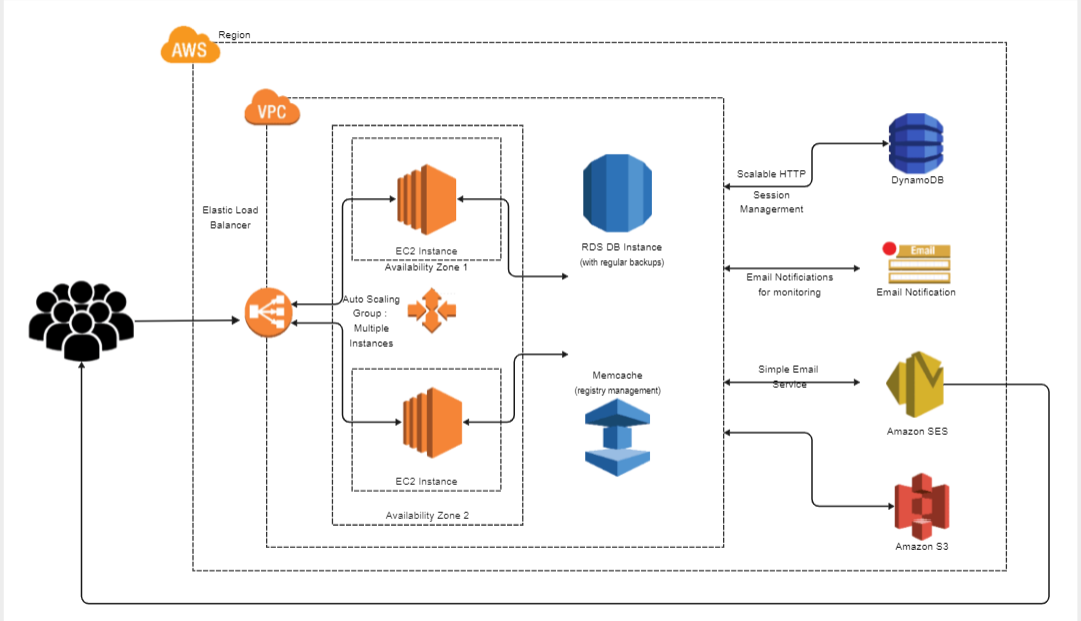 Region
AWS
VPC
Elastic Load
Balancer
EC2 Instance
Availability Zone 1
Auto Scaling
Group :
Multiple
Instances
EC2 Instance
Availability Zone 2
RDS DB Instance
(with regular backups)
Memcache
(registry management)
Scalable HTTP
Session
Managerment
DynamoDB
Email Notificiations
for monitoring
Email
Email Notification
Simple Email
Service
Amazon SES
Amazon S3